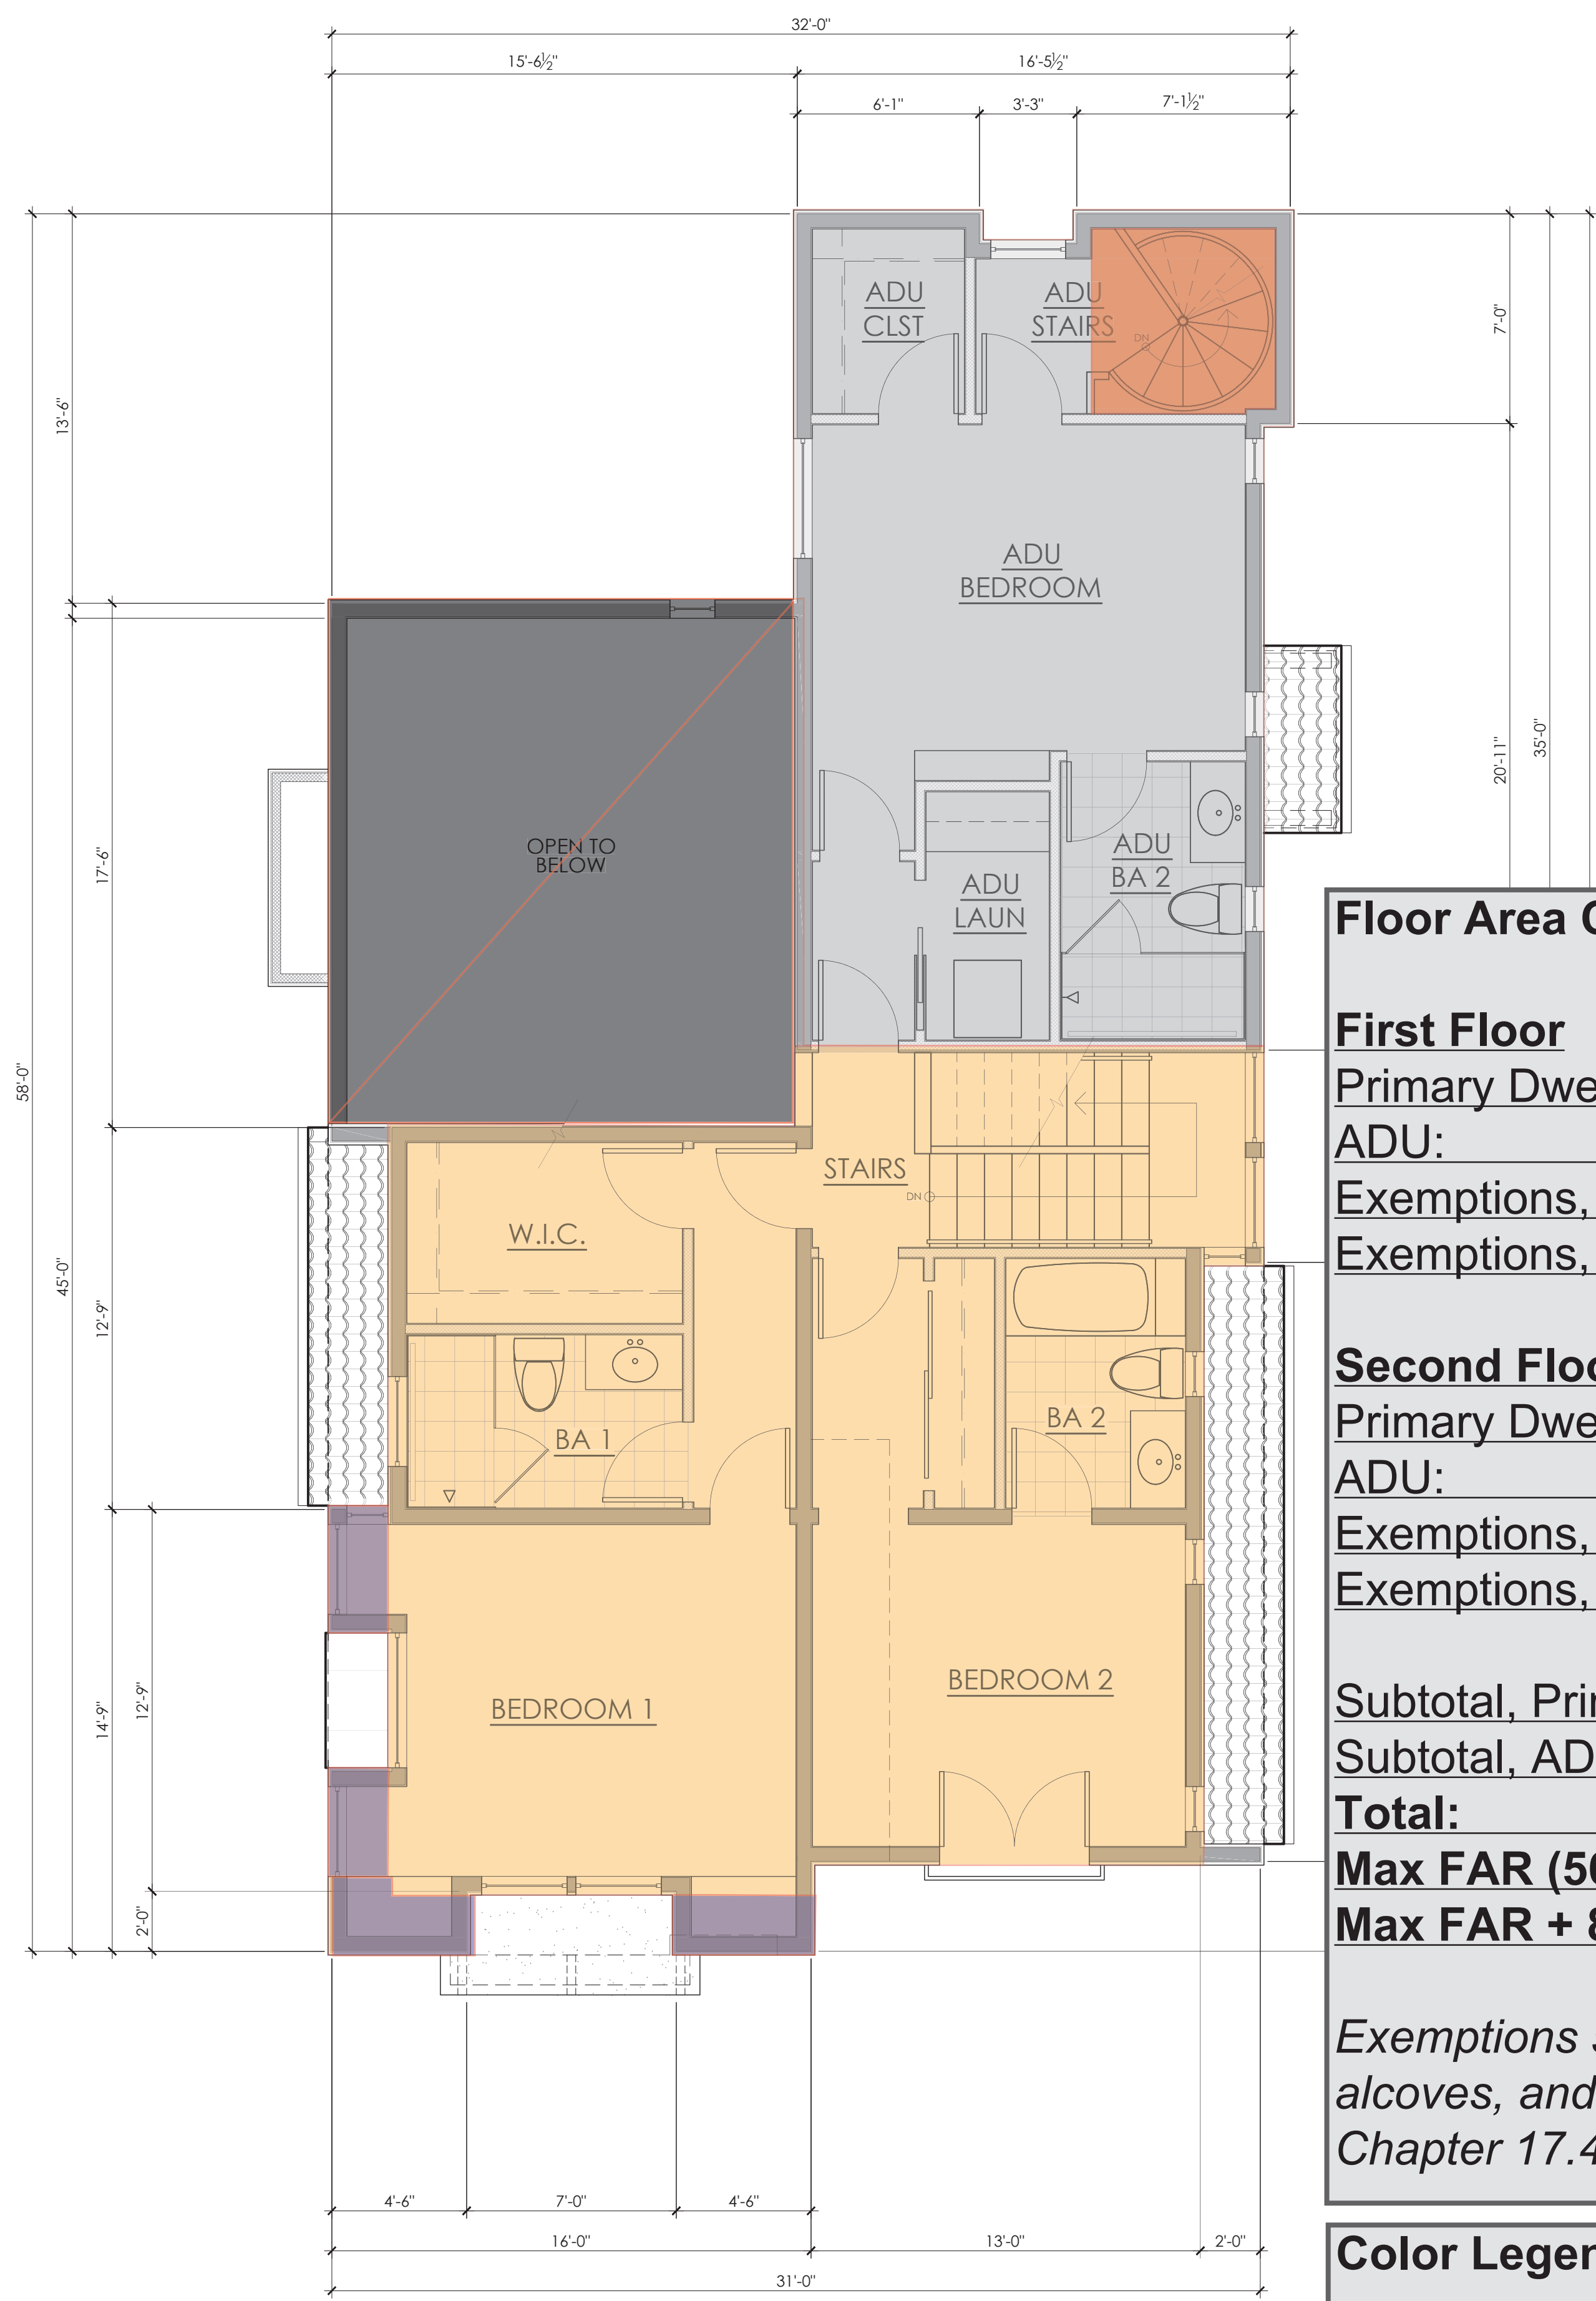 32'-0"
15'-6½"
16'-5½"
6'-1"
3'-3"
7'-1½"
ADU
CLST
ADU
STAIRS
DN
7'-0"
13'-6"
ADU
BEDROOM
20'-11"
35'-0"
OPEN TO
BELOW
17'-6"
ADU
BA 2
ADU
LAUN
58'-0"
STAIRS
DN
W.I.C.
45'-0"
12'-9"
BA 1
BA 2
BEDROOM 1
BEDROOM 2
14'-9"
12'-9"
2'-0"
4'-6"
7'-0"
4'-6"
16'-0"
13'-0"
2'-0"
31'-0"
Floor Area
First Floor
Primary Dwe
ADU:
Exemptions,
Exemptions,
Second Floo
Primary Dwe
ADU:
Exemptions,
Exemptions,
Subtotal, Pri
Subtotal, AD
Total:
Max FAR (50
Max FAR + 8
Exemptions
alcoves, and
Chapter 17.4
Color Legen